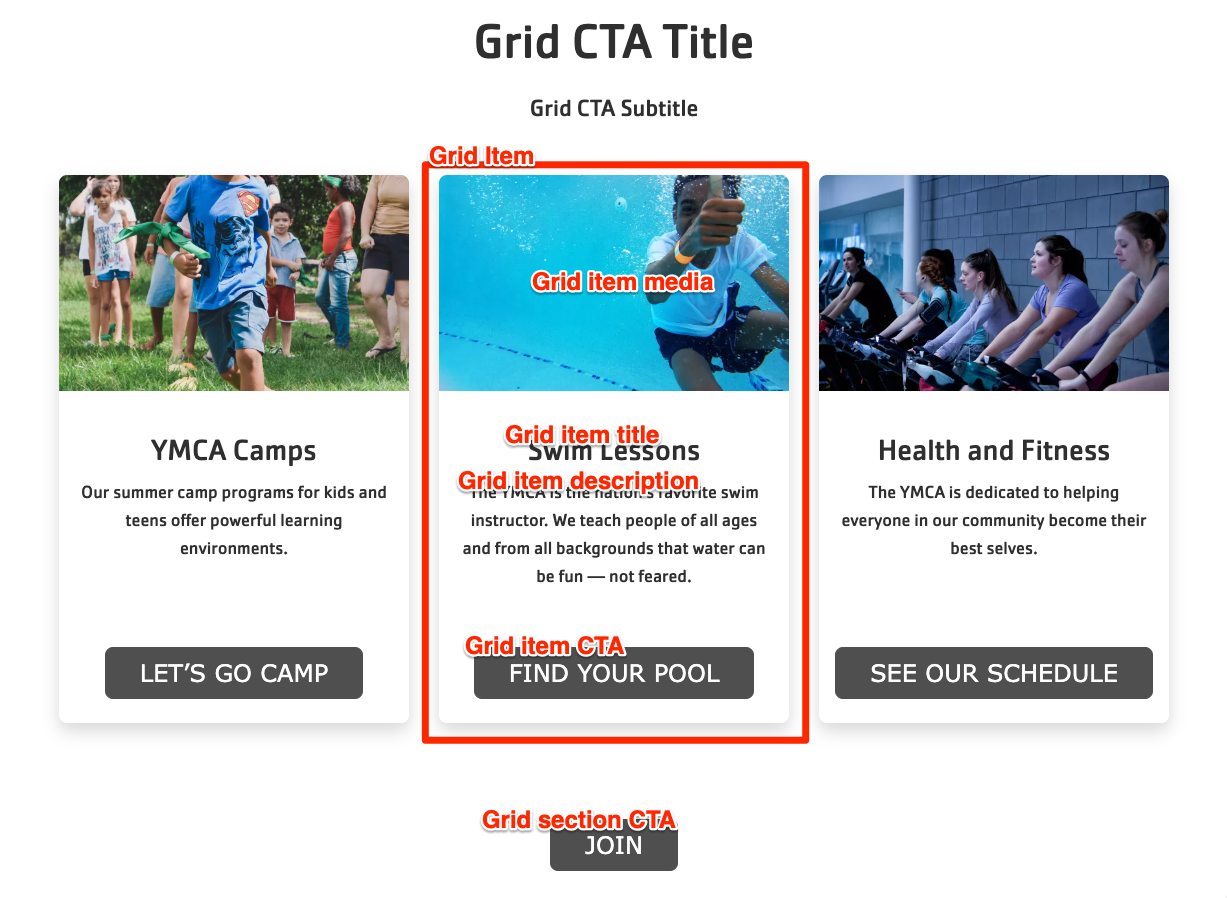 Grid CTA Title
Grid CTA Subtitle
Grid Item
Grid item media
YMCA Camps
Our summer camp programs for kids and
teens offer powerful learning
environments.
LET’S GO CAMP
Grid item title
Swim Lessons
Grid item description
The YMCA is the nation's favorite swim
instructor. We teach people of all ages
and from all backgrounds that water can
be fun — not feared.
Grid item CTA
FIND YOUR POOL
Health and Fitness
The YMCA is dedicated to helping
everyone in our community become their
best selves.
SEE OUR SCHEDULE
Grid section CTA
JOIN